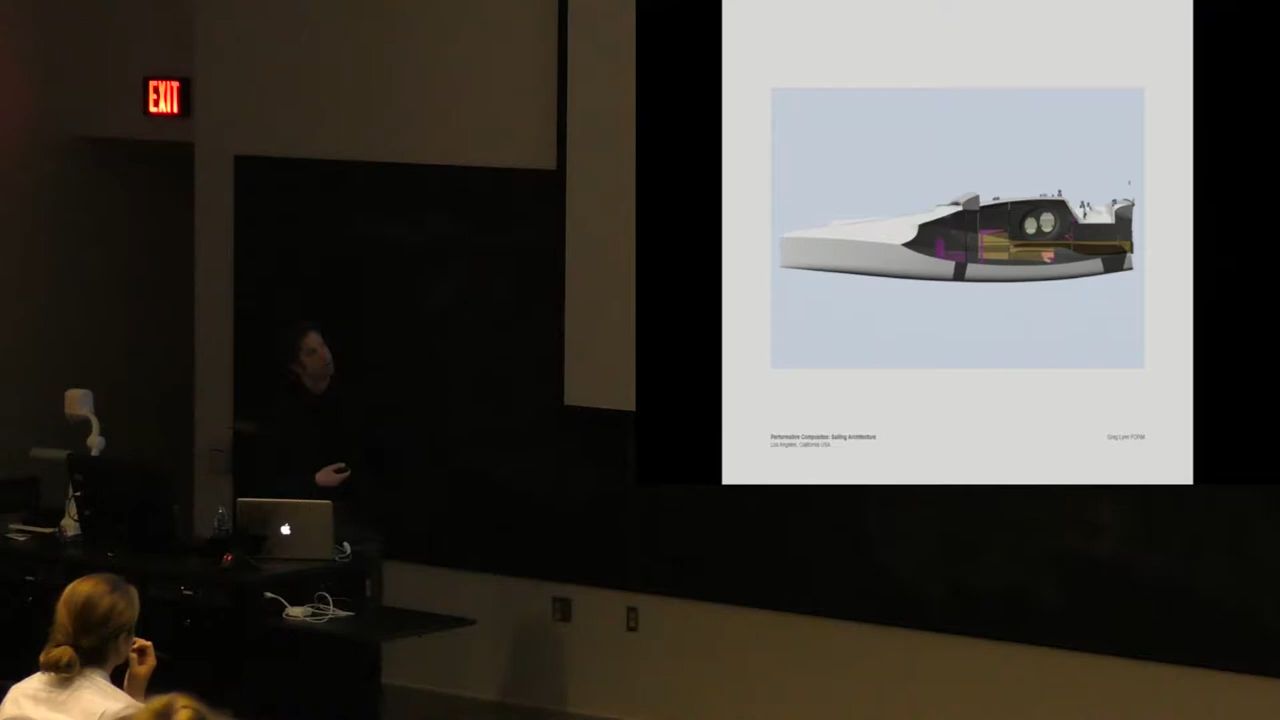 EXIT
Performative Composites: Sailing Architecture
Los Angeles, California USA
Greg Lynn FORM